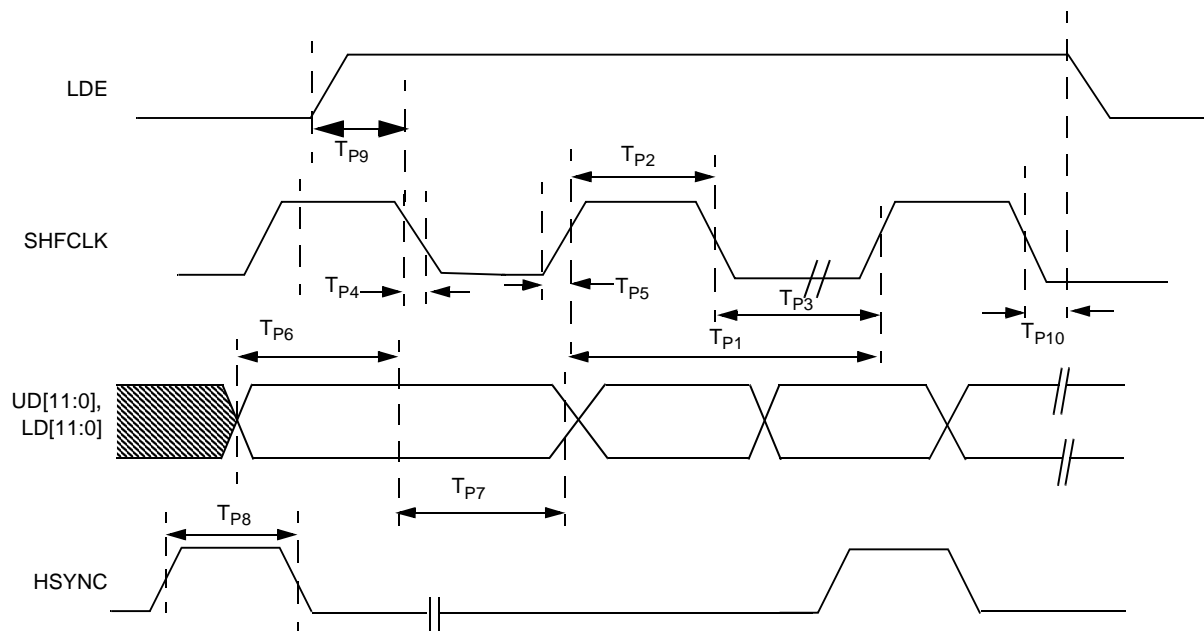 LDE
TP9
TP2
SHFCLK
TP4
TP5
TP3
TP10
TP6
TP1
UD[11:0],
LD[11:0]
TP7
TP8
HSYNC